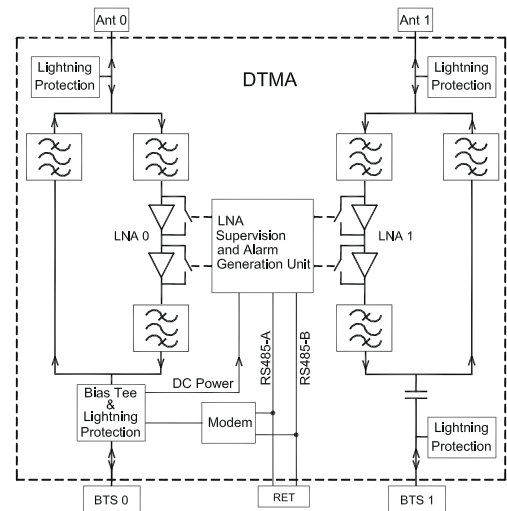 Ant 0
Ant 1
Lightning
Protection
DTMA
Lightning
Protection
LNA 0
LNA
Supervision
and Alarm
Generation Unit
LNA 1
RS485-A
RS485-B
DC Power
Bias Tee
&
Lightning
Protection
Modem
Lightning
Protection
BTS 0
RET
BTS 1